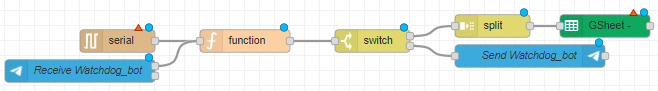 serial
function
switch
split
GSheet -
Receive Watchdog_bot
Send Watchdog_bot